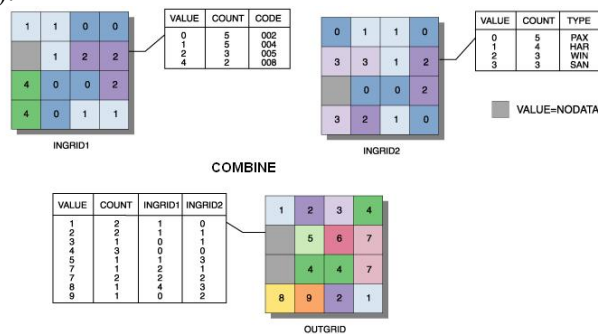 ).
VALUE COUNT CODE
0 5 002
1 5 004
2 3 005
4 2 008
1 1 0 0
1 2 2
4 0 0 2
4 0 1 1
INGRID1
VALUE COUNT TYPE
0 5 PAX
1 4 HAR
2 3 WIN
3 3 SAN
0 1 1 0
3 3 1 2
0 0 2
3 2 1 0
INGRID2
VALUE=NODATA
COMBINE
VALUE COUNT INGRID1 INGRID2
1 2 1 0
2 2 1 1
3 1 0 1
4 3 0 0
5 1 1 3
7 1 2 1
7 2 2 2
8 1 4 3
9 1 0 2
1 2 3 4
5 6 7
4 4 7
8 9 2 1
OUTGRID